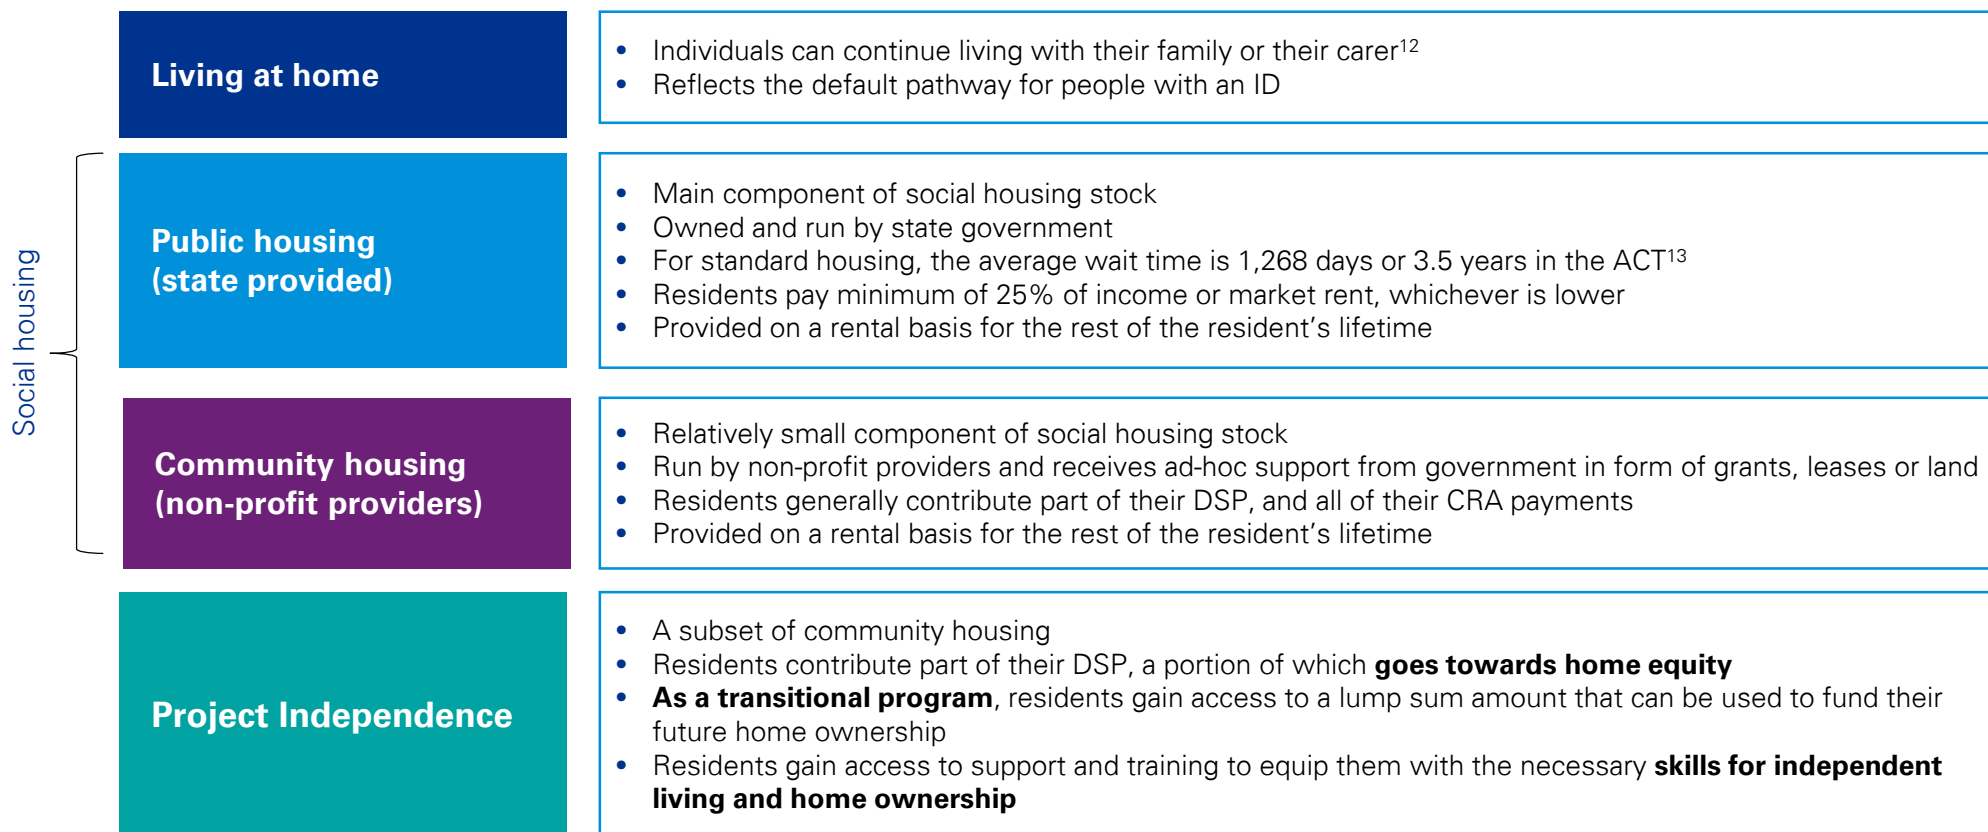 Living at home
• Individuals can continue living with their family or their carer12
• Reflects the default pathway for people with an ID
Social housing
Public housing
(state provided)
• Main component of social housing stock
• Owned and run by state government
• For standard housing, the average wait time is 1,268 days or 3.5 years in the ACT13
• Residents pay minimum of 25% of income or market rent, whichever is lower
• Provided on a rental basis for the rest of the resident’s lifetime
Community housing
(non-profit providers)
• Relatively small component of social housing stock
• Run by non-profit providers and receives ad-hoc support from government in form of grants, leases or land
• Residents generally contribute part of their DSP, and all of their CRA payments
• Provided on a rental basis for the rest of the resident’s lifetime
Project Independence
• A subset of community housing
• Residents contribute part of their DSP, a portion of which goes towards home equity
• As a transitional program, residents gain access to a lump sum amount that can be used to fund their
future home ownership
• Residents gain access to support and training to equip them with the necessary skills for independent
living and home ownership